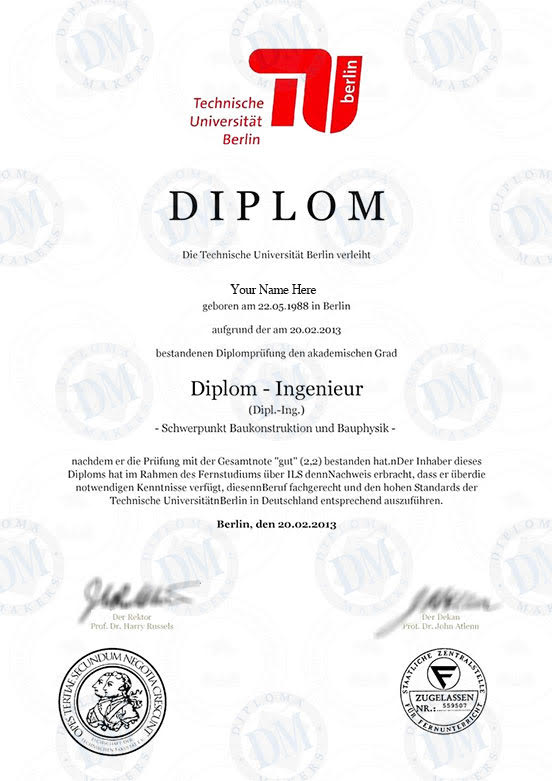 Technische
Universität
Berlin
berlin
DIPLOM
Die Technische Universität Berlin verleiht
Your Name Here
geboren am 22.05.1988 in Berlin
aufgrund der am 20.02.2013
bestandenen Diplomprüfung den akademischen Grad
Diplom - Ingenieur
(Dipl.-Ing.)
- Schwerpunkt Baukonstruktion und Bauphysik -
nachdem er die Prüfung mit der Gesamtnote "gut" (2,2) bestanden hat.nDer Inhaber dieses
Diploms hat im Rahmen des Fernstudiums über ILS dennNachweis erbracht, dass er überdie
notwendigen Kenntnisse verfügt, diesennBeruf fachgerecht und den hohen Standards der
Technische UniversitätnBerlin in Deutschland entsprechend auszuführen.
Berlin, den 20.02.2013
Der Rektor
Prof. Dr. Harry Russels
Der Dekan
Prof. Dr. John Atlenn
SECUNDUM NEGOTIA CRESCUNT
STAATLICHE ZENTRALSTELLE
ZUGELASSEN
NR.: 559507
FÜR FERNUNTERRICHT
DIPLOMA
DM
MAKERS